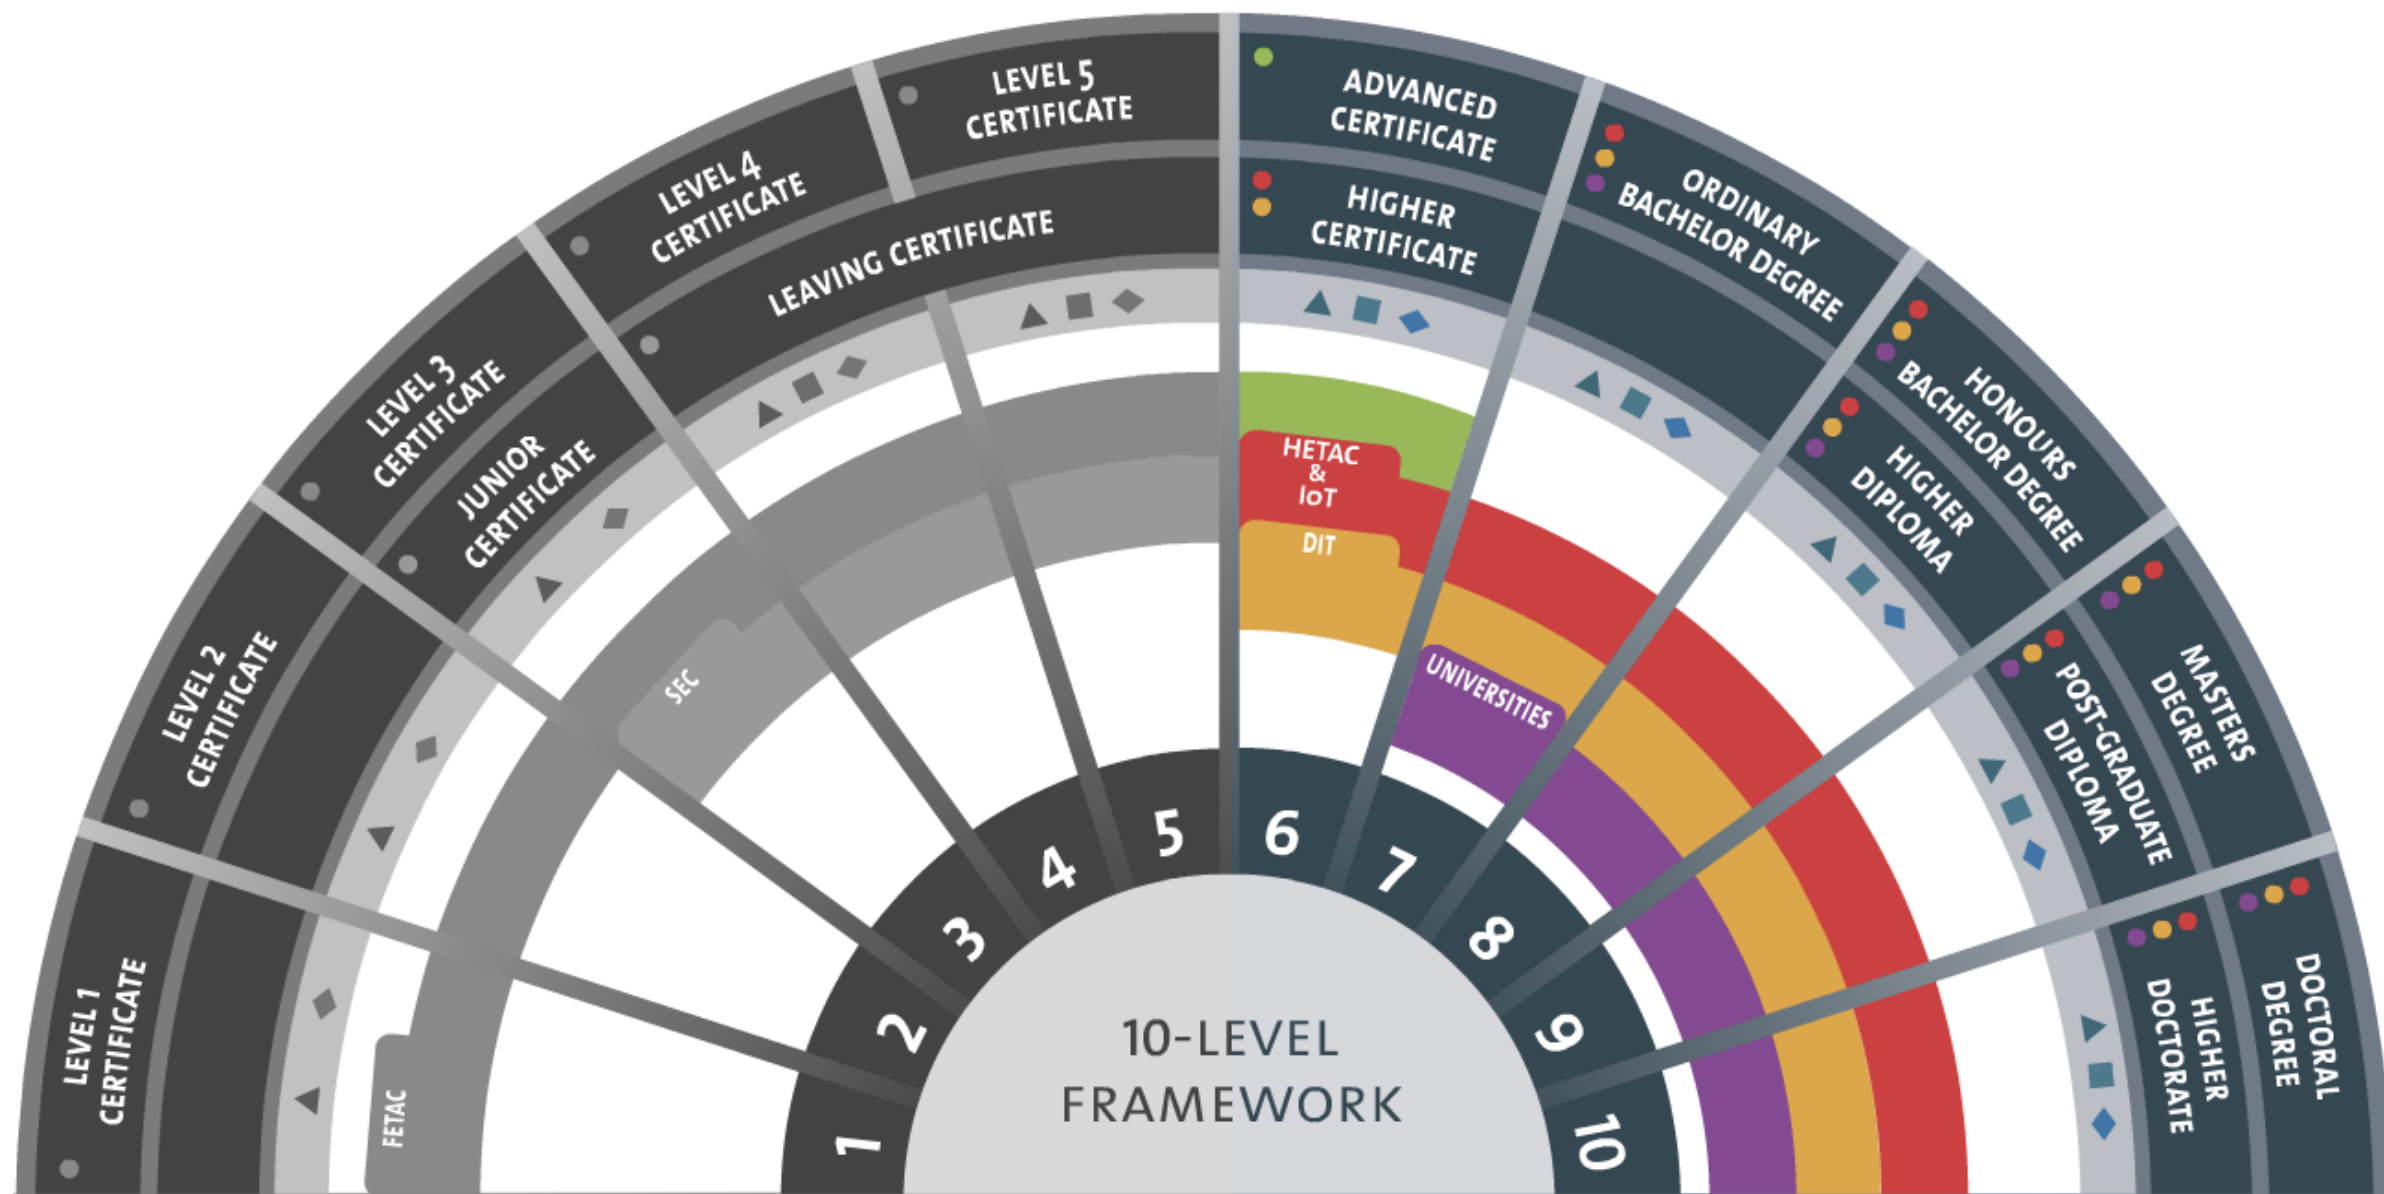 LEVEL 1
CERTIFICATE
LEVEL 2
CERTIFICATE
LEVEL 3
CERTIFICATE
JUNIOR
CERTIFICATE
LEVEL 4
CERTIFICATE
LEVEL 5
CERTIFICATE
LEAVING CERTIFICATE
ADVANCED
CERTIFICATE
HIGHER
CERTIFICATE
ORDINARY
BACHELOR DEGREE
HONOURS
BACHELOR DEGREE
HIGHER
DIPLOMA
MASTERS
DEGREE
POST-GRADUATE
DIPLOMA
DOCTORAL
DEGREE
HIGHER
DOCTORATE
FETAC
SEC
HETAC
&
IoT
DIT
UNIVERSITIES
1
2
3
4
5
6
7
8
9
10
10-LEVEL
FRAMEWORK